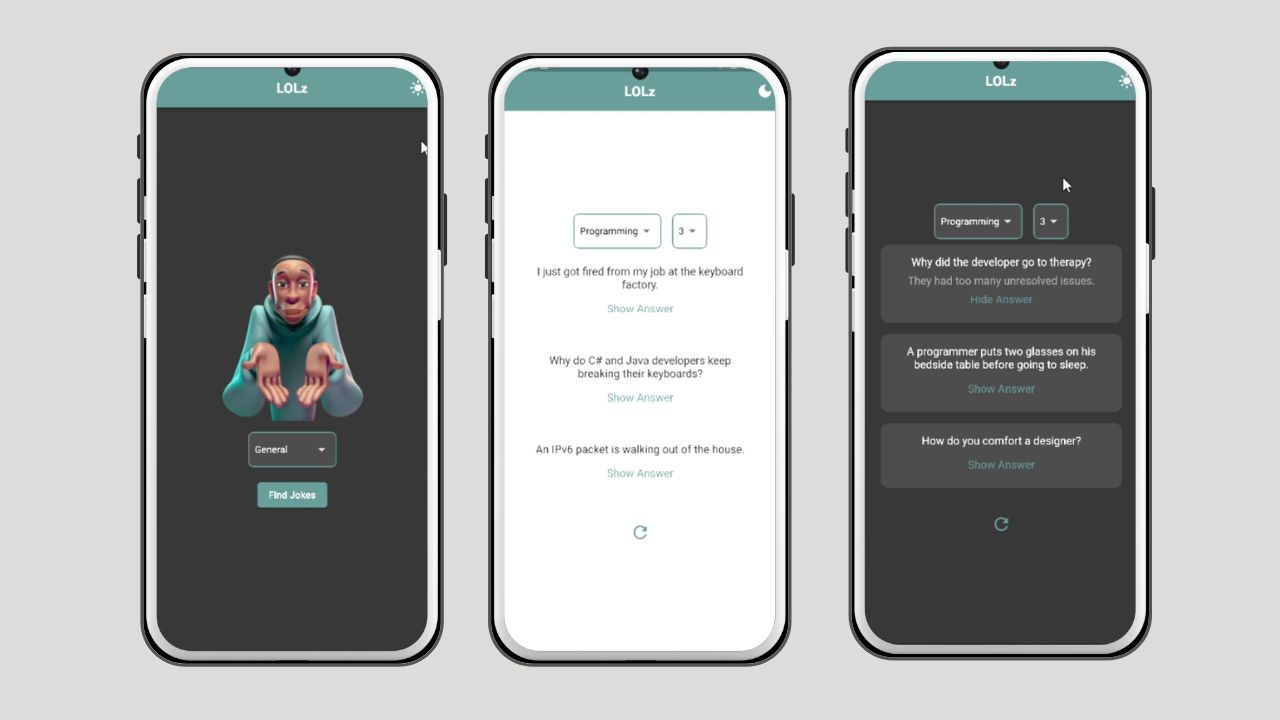 LOLz
General
Find Jokes
LOLz
Programming
3
I just got fired from my job at the keyboard
factory.
Show Answer
Why do C# and Java developers keep
breaking their keyboards?
Show Answer
An IPv6 packet is walking out of the house.
Show Answer
LOLz
Programming
3
Why did the developer go to therapy?
They had too many unresolved issues.
Hide Answer
A programmer puts two glasses on his
bedside table before going to sleep.
Show Answer
How do you comfort a designer?
Show Answer